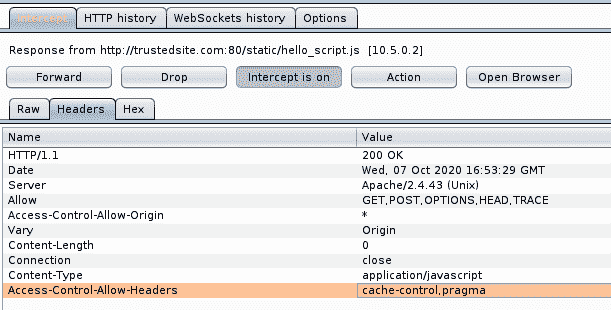 Intercept HTTP history WebSockets history Options
Response from http://trustedsite.com:80/static/hello_script.js [10.5.0.2]
Forward Drop Intercept is on Action Open Browser
Raw Headers Hex
Name Value
HTTP/1.1 200 OK
Date Wed, 07 Oct 2020 16:53:29 GMT
Server Apache/2.4.43 (Unix)
Allow GET,POST,OPTIONS,HEAD,TRACE
Access-Control-Allow-Origin *
Vary Origin
Content-Length 0
Connection close
Content-Type application/javascript
Access-Control-Allow-Headers cache-control,pragma